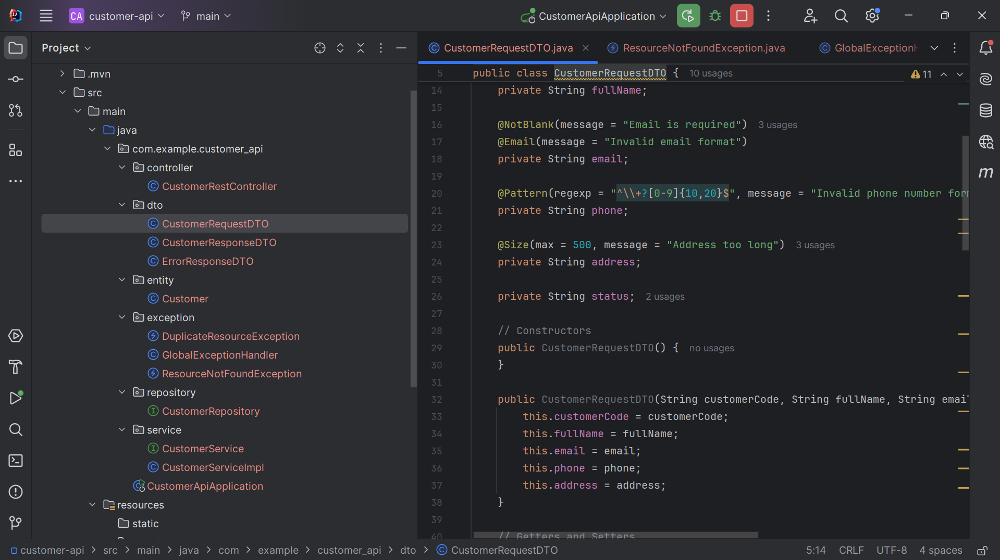 CA customer-api main
CustomerApiApplication
Project
.mvn
src
main
java
com.example.customer_api
controller
CustomerRestController
dto
CustomerRequestDTO
CustomerResponseDTO
ErrorResponseDTO
entity
Customer
exception
DuplicateResourceException
GlobalExceptionHandler
ResourceNotFoundException
repository
CustomerRepository
service
CustomerService
CustomerServiceImpl
CustomerApiApplication
resources
static
CustomerRequestDTO.java ResourceNotFoundException.java GlobalExceptionH
5 public class CustomerRequestDTO { 10 usages 11
14 private String fullName;
15
16 @NotBlank(message = "Email is required") 3 usages
17 @Email(message = "Invalid email format")
18 private String email;
19
20 @Pattern(regexp = "^\\+?[0-9]{10,20}$", message = "Invalid phone number for
21 private String phone;
22
23 @Size(max = 500, message = "Address too long") 3 usages
24 private String address;
25
26 private String status; 2 usages
27
28 // Constructors
29 public CustomerRequestDTO() { no usages
30 }
31
32 public CustomerRequestDTO(String customerCode, String fullName, String email
33 this.customerCode = customerCode;
34 this.fullName = fullName;
35 this.email = email;
36 this.phone = phone;
37 this.address = address;
38 }
39
40 // Getters and Setters
customer-api > src > main > java > com > example > customer_api > dto > CustomerRequestDTO
5:14 CRLF UTF-8 4 spaces